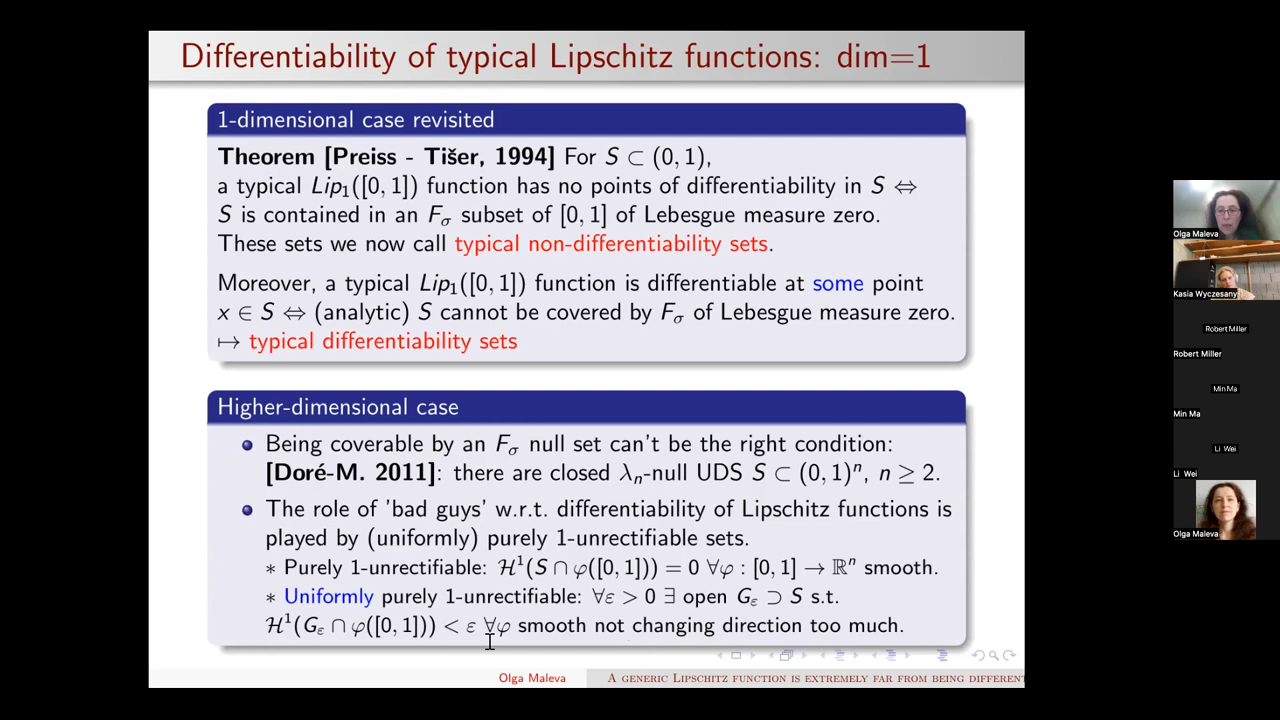 Differentiability of typical Lipschitz functions: dim=1
1-dimensional case revisited
Theorem [Preiss - Tišer, 1994] For S ⊂ (0, 1),
a typical Lip₁([0, 1]) function has no points of differentiability in S ⇔
S is contained in an Fσ subset of [0, 1] of Lebesgue measure zero.
These sets we now call typical non-differentiability sets.
Moreover, a typical Lip₁([0, 1]) function is differentiable at some point
x ∈ S ⇔ (analytic) S cannot be covered by Fσ of Lebesgue measure zero.
↦ typical differentiability sets
Higher-dimensional case
• Being coverable by an Fσ null set can't be the right condition:
[Doré-M. 2011]: there are closed λₙ-null UDS S ⊂ (0, 1)ⁿ, n ≥ 2.
• The role of 'bad guys' w.r.t. differentiability of Lipschitz functions is
played by (uniformly) purely 1-unrectifiable sets.
∗ Purely 1-unrectifiable: ℋ¹(S ∩ φ([0, 1])) = 0 ∀φ : [0, 1] → ℝⁿ smooth.
∗ Uniformly purely 1-unrectifiable: ∀ε > 0 ∃ open Gε ⊃ S s.t.
ℋ¹(Gε ∩ φ([0, 1])) < ε ∀φ smooth not changing direction too much.
Olga Maleva
A generic Lipschitz function is extremely far from being differen
Olga Maleva
Kasia Wyczesany
Robert Miller
Robert Miller
Min Ma
Min Ma
Li Wei
Li Wei
Olga Maleva